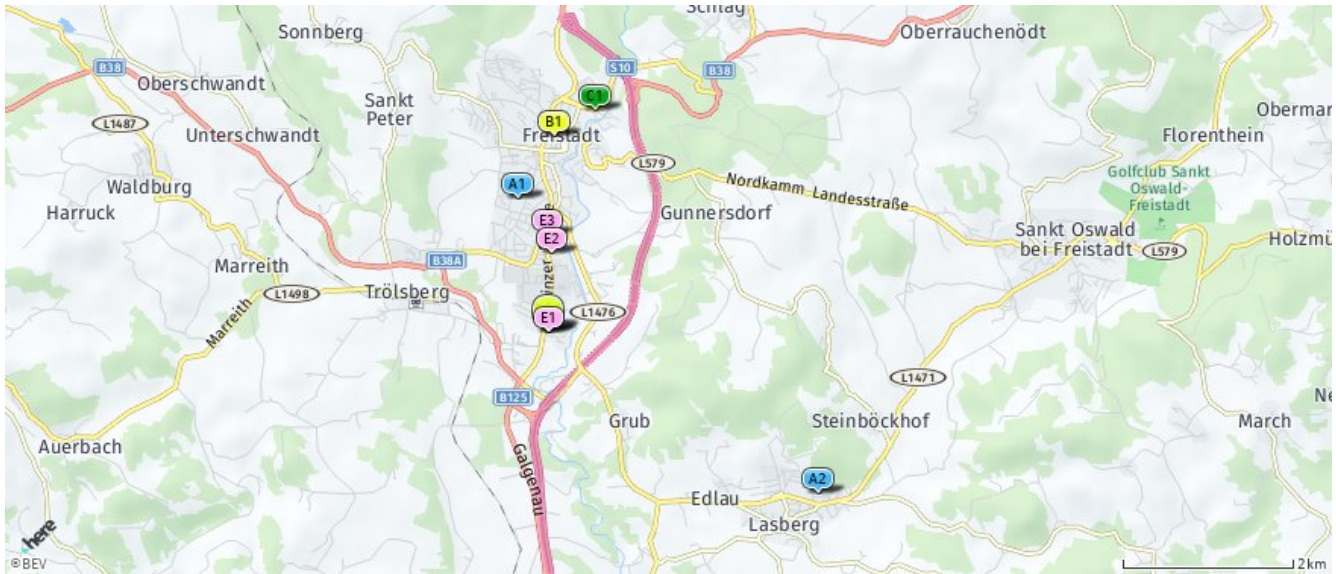 Schlag
Sonnberg
Oberrauchenödt
B38
S10
B38
Oberschwandt
C1
Sankt
Peter
Obermar
L1487
B1
Unterschwandt
Freistadt
Florenthein
L579
Golfclub Sankt
Oswald-
Freistadt
Waldburg
A1
Nordkamm Landesstraße
Harruck
Gunnersdorf
E3
Sankt Oswald
bei Freistadt
E2
L579
Holzmü
B38A
Marreith
L1498
Trölsberg
inzer
e
Marreith
E1
L1476
L1471
B125
Grub
Steinböckhof
March
Ne
Auerbach
Galgenau
A2
Edlau
Lasberg
here
©BEV
2km